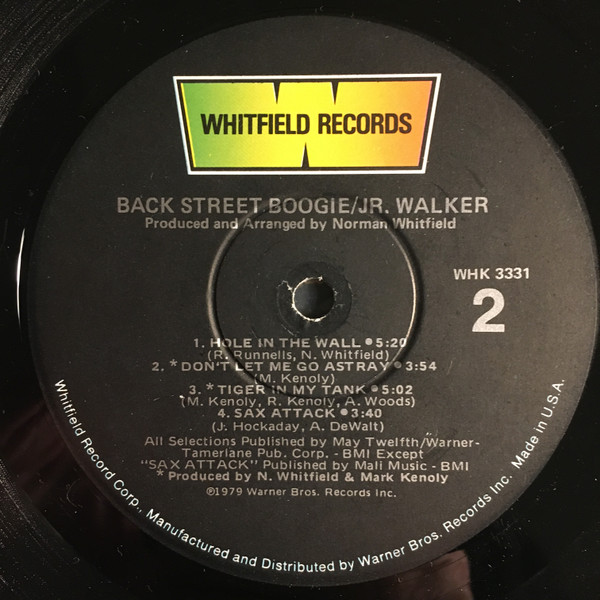 WHITFIELD RECORDS
BACK STREET BOOGIE/JR. WALKER
Produced and Arranged by Norman Whitfield
WHK 3331
2
1. HOLE IN THE WALL • 5:20
(R. Runnells, N. Whitfield)
2. *DON'T LET ME GO ASTRAY • 3:54
(M. Kenoly)
3. *TIGER IN MY TANK • 5:02
(M. Kenoly, R. Kenoly, A. Woods)
4. SAX ATTACK • 3:40
(J. Hockaday, A. DeWalt)
All Selections Published by May Twelfth/Warner-
Tamerlane Pub. Corp. - BMI Except
"SAX ATTACK" Published by Mali Music - BMI
*Produced by N. Whitfield & Mark Kenoly
℗1979 Warner Bros. Records Inc.
Whitfield Record Corp., Manufactured and Distributed by Warner Bros. Records Inc. Made in U.S.A.